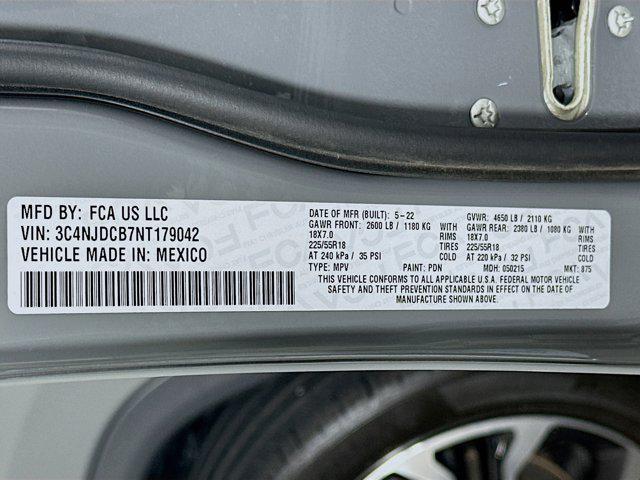 MFD BY: FCA US LLC
VIN: 3C4NJDCB7NT179042
VEHICLE MADE IN: MEXICO
DATE OF MFR (BUILT): 5-22 GVWR: 4650 LB / 2110 KG
GAWR FRONT: 2600 LB / 1180 KG WITH GAWR REAR: 2380 LB / 1080 KG WITH
18X7.0 RIMS 18X7.0 RIMS
225/55R18 TIRES 225/55R18 TIRES
AT 240 kPa / 35 PSI COLD AT 220 kPa / 32 PSI COLD
TYPE: MPV PAINT: PDN MDH: 050215 MKT: 875
THIS VEHICLE CONFORMS TO ALL APPLICABLE U.S.A. FEDERAL MOTOR VEHICLE
SAFETY AND THEFT PREVENTION STANDARDS IN EFFECT ON THE DATE OF
MANUFACTURE SHOWN ABOVE.